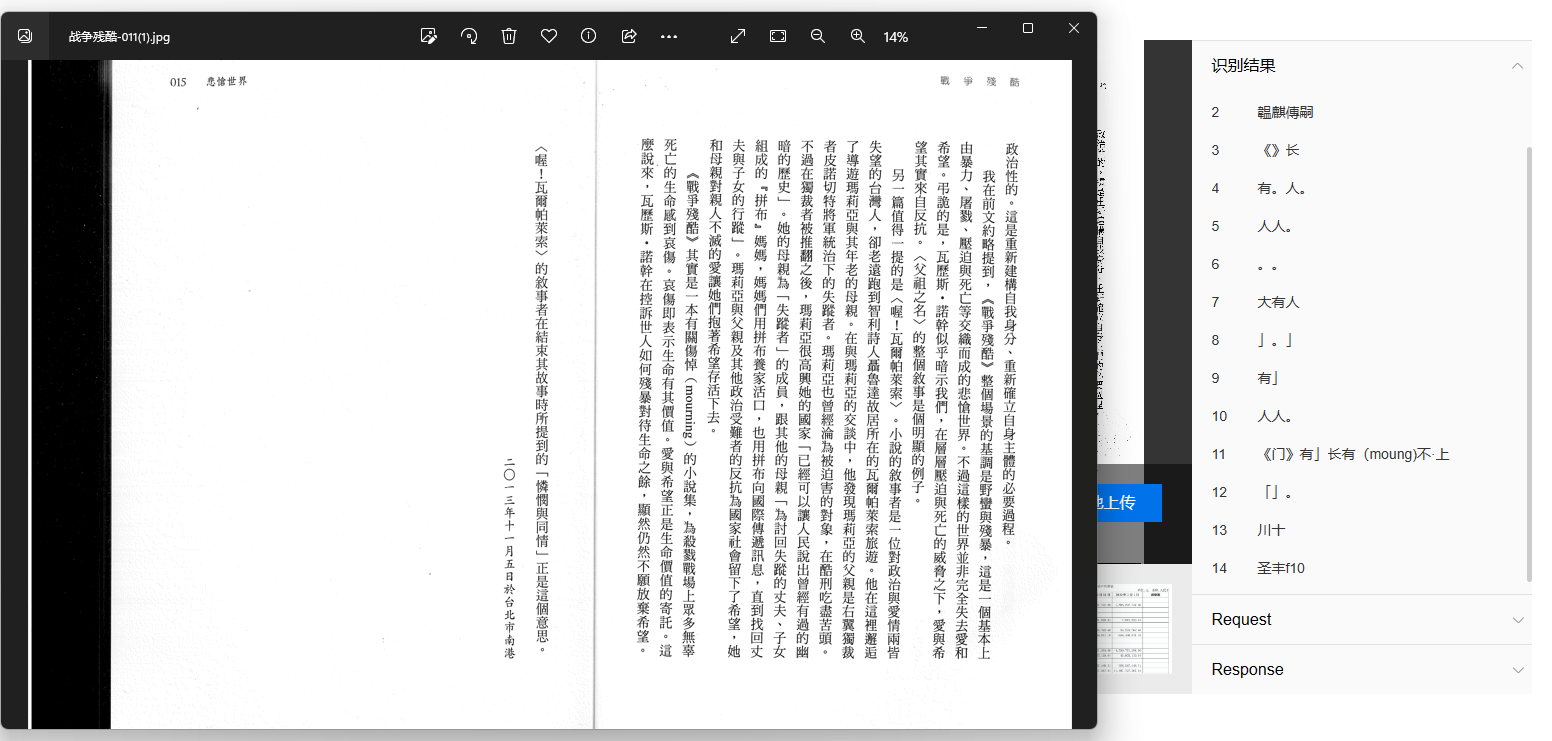 战争残酷-011(1).jpg
14%
戰爭殘酷
政治性的。這是重新建構自我身分、重新確立自身主體的必要過程。
我在前文約略提到，《戰爭殘酷》整個場景的基調是野蠻與殘暴，這是一個基本上
由暴力、屠戮、壓迫與死亡等交織而成的悲愴世界。不過這樣的世界並非完全失去愛和
希望。弔詭的是，瓦歷斯・諾幹似乎暗示我們，在層層壓迫與死亡的威脅之下，愛與希
望其實來自反抗。〈父祖之名〉的整個敘事是個明顯的例子。
另一篇值得一提的是〈喔！瓦爾帕萊索〉。小說的敘事者是一位對政治與愛情兩皆
失望的台灣人，卻老遠跑到智利詩人聶魯達故居所在的瓦爾帕萊索旅遊。他在這裡邂逅
了導遊瑪莉亞與其年老的母親。在與瑪莉亞的交談中，他發現瑪莉亞的父親是右翼獨裁
者皮諾切特將軍統治下的失蹤者。瑪莉亞也曾經淪為被迫害的對象，在酷刑吃盡苦頭。
不過在獨裁者被推翻之後，瑪莉亞很高興她的國家「已經可以讓人民說出曾經有過的幽
暗的歷史」。她的母親為「失蹤者」的成員，跟其他的母親「為討回失蹤的丈夫、子女
組成的『拼布』媽媽，媽媽們用拼布養家活口，也用拼布向國際傳遞訊息，直到找回丈
夫與子女的行蹤」。瑪莉亞與父親及其他政治受難者的反抗為國家社會留下了希望，她
和母親對親人不滅的愛讓她們抱著希望存活下去。
《戰爭殘酷》其實是一本有關傷悼（mourning）的小說集，為殺戮戰場上眾多無辜
死亡的生命感到哀傷。哀傷即表示生命有其價值。愛與希望正是生命價值的寄託。這
麼說來，瓦歷斯・諾幹在控訴世人如何殘暴對待生命之餘，顯然仍然不願放棄希望。
015 悲愴世界
〈喔！瓦爾帕萊索〉的敘事者在結束其故事時所提到的「憐憫與同情」正是這個意思。
二〇一三年十一月五日於台北市南港
上传
识别结果
2 韞麒傳嗣
3 《》长
4 有。人。
5 人人。
6 。。
7 大有人
8 」。」
9 有」
10 人人。
11 《门》有」长有（moung)不·上
12 「」。
13 川十
14 圣丰f10
Request
Response